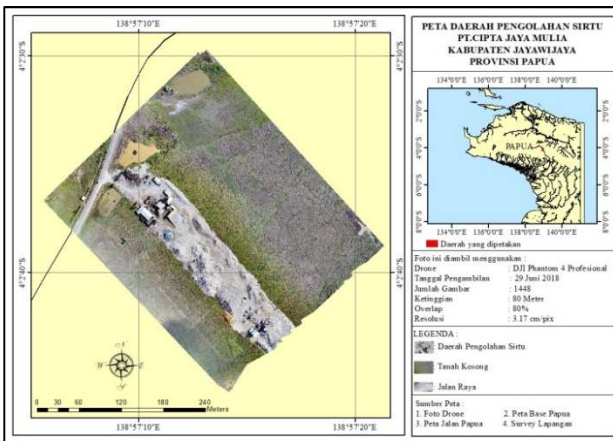 138°57'10"
138°57'20"
4°2'30"S
4°2'30"S
4°2'40"S
4°2'40"S
0 30 60 120 180 240
Meters
138°57'10"
138°57'20"
PETA DAERAH PENGOLAHAN SIRTU
PT.CIPTA JAYA MULIA
KABUPATEN JAYAWIJAYA
PROVINSI PAPUA
134°0'0"E 136°0'0"E 138°0'0"E 140°0'0"E
2°0'0"S
4°0'0"S
6°0'0"S
8°0'0"S
PAPUA
134°0'0"E 136°0'0"E 138°0'0"E 140°0'0"E
Daerah yang dipetakan
Foto ini diambil menggunakan :
Drone : DJI Phantom 4 Profesional
Tanggal Pengambilan : 29 Juni 2018
Jumlah Gambar : 1448
Ketinggian : 80 Meter
Overlap : 80%
Resolusi : 3.17 cm/pix
LEGENDA :
Daerah Pengolahan Sirtu
Tanah Kosong
Jalan Raya
Sumber Peta :
1. Foto Drone 2. Peta Base Papua
3. Peta Jalan Papua 4. Survey Lapangan